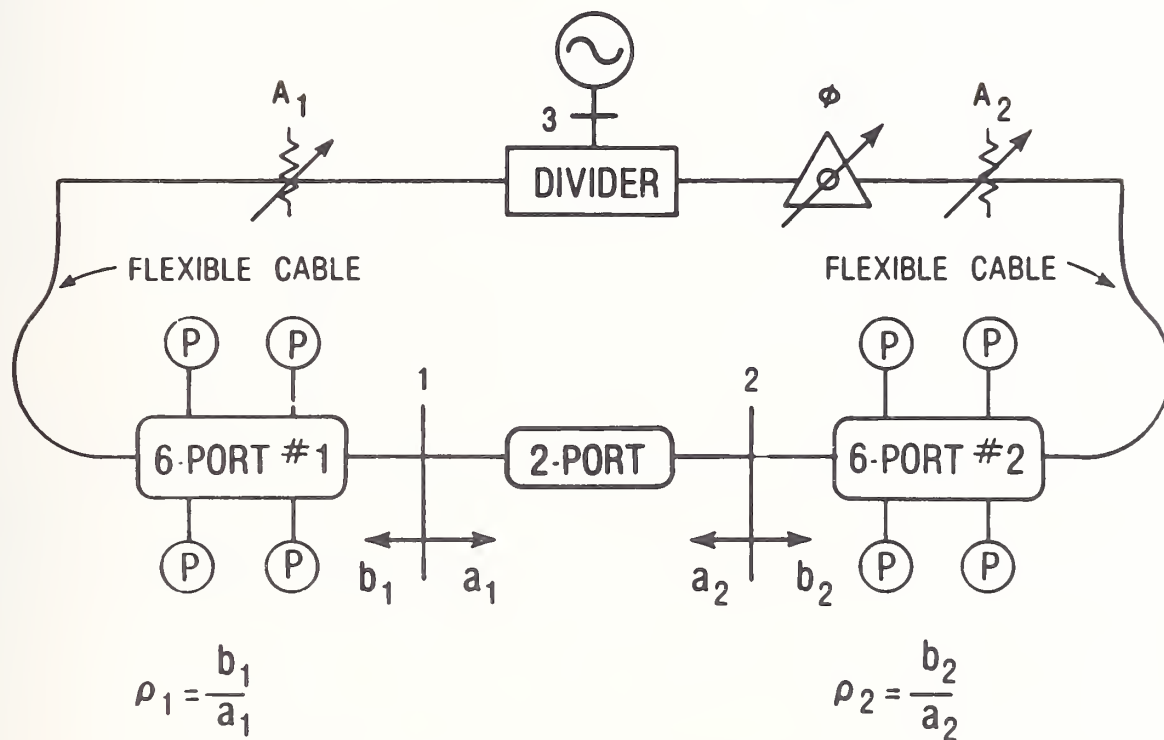 A1
3
ϕ
A2
DIVIDER
FLEXIBLE CABLE
FLEXIBLE CABLE
P P
P P
1
2
6-PORT #1
2-PORT
6-PORT #2
P P
P P
b1 a1
a2 b2
ρ1 = b1/a1
ρ2 = b2/a2